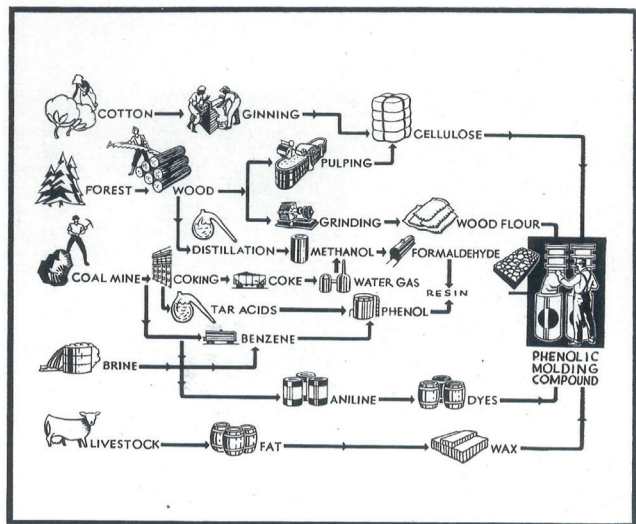 COTTON GINNING CELLULOSE
PULPING
FOREST WOOD
GRINDING WOOD FLOUR
DISTILLATION METHANOL FORMALDEHYDE
COAL MINE COKING COKE WATER GAS
RESIN
TAR ACIDS PHENOL
BENZENE
PHENOLIC
MOLDING
COMPOUND
BRINE
ANILINE DYES
LIVESTOCK FAT WAX